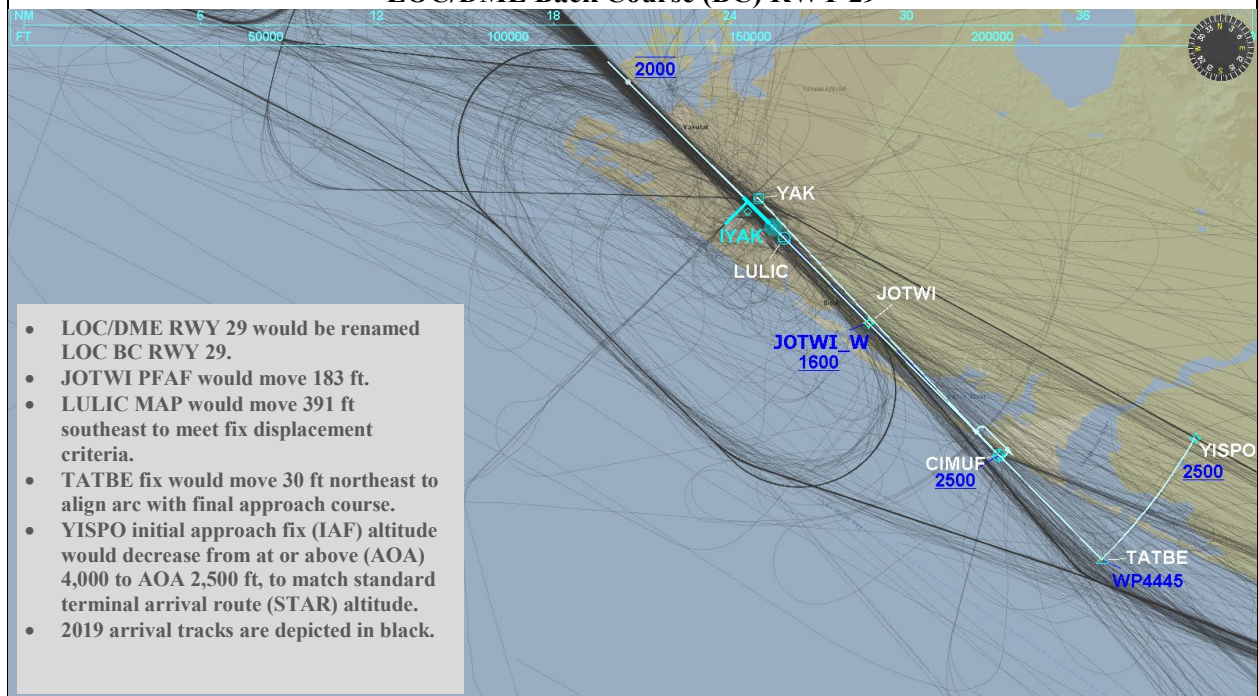 LOC/DME Back Course (BC) RWY 29
NM 6 12 18 24 30 36
FT 50000 100000 150000 200000
2000
Yakutat
YAK
IYAK
LULIC
JOTWI
JOTWI_W
1600
CIMUF
2500
YISPO
2500
TATBE
WP4445
• LOC/DME RWY 29 would be renamed
LOC BC RWY 29.
• JOTWI PFAF would move 183 ft.
• LULIC MAP would move 391 ft
southeast to meet fix displacement
criteria.
• TATBE fix would move 30 ft northeast to
align arc with final approach course.
• YISPO initial approach fix (IAF) altitude
would decrease from at or above (AOA)
4,000 to AOA 2,500 ft, to match standard
terminal arrival route (STAR) altitude.
• 2019 arrival tracks are depicted in black.